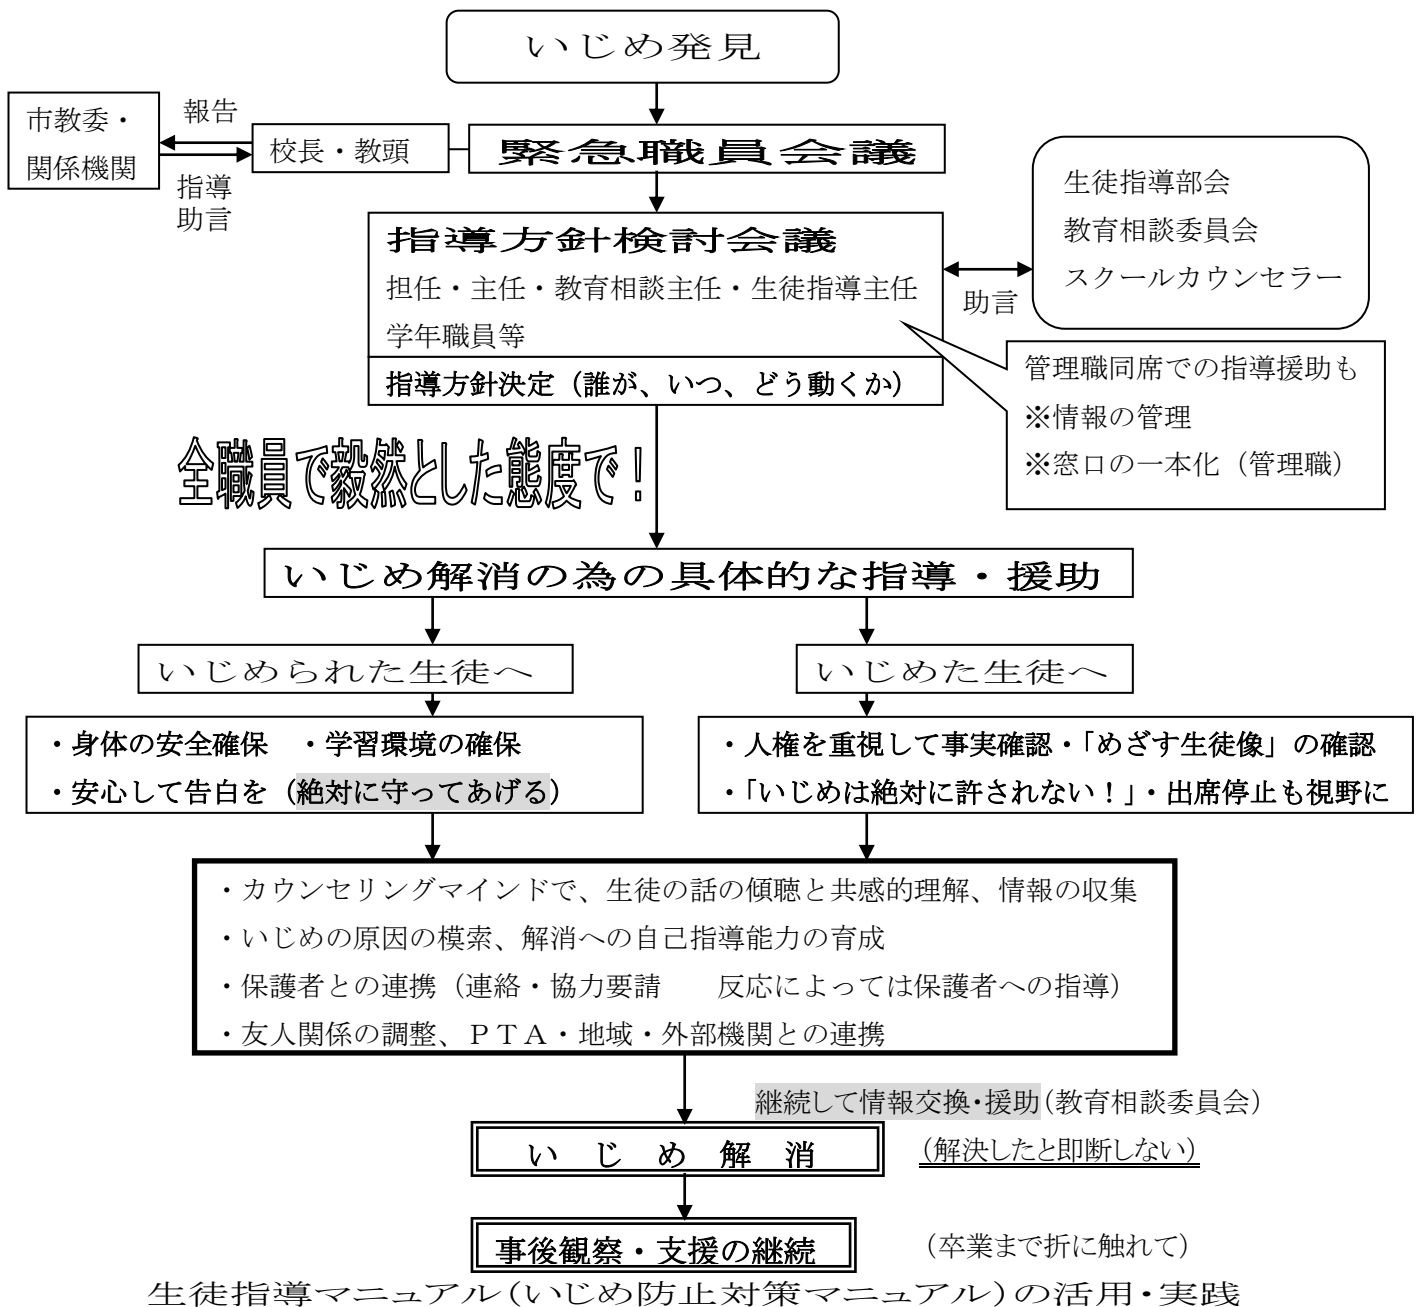 いじめ発見
市教委・
関係機関
報告
指導
助言
校長・教頭
緊急職員会議
指導方針検討会議
担任・主任・教育相談主任・生徒指導主任
学年職員等
指導方針決定（誰が、いつ、どう動くか）
助言
生徒指導部会
教育相談委員会
スクールカウンセラー
管理職同席での指導援助も
※情報の管理
※窓口の一本化（管理職）
全職員で毅然とした態度で！
いじめ解消の為の具体的な指導・援助
いじめられた生徒へ
いじめた生徒へ
・身体の安全確保　・学習環境の確保
・安心して告白を（絶対に守ってあげる）
・人権を重視して事実確認・「めざす生徒像」の確認
・「いじめは絶対に許されない！」・出席停止も視野に
・カウンセリングマインドで、生徒の話の傾聴と共感的理解、情報の収集
・いじめの原因の模索、解消への自己指導能力の育成
・保護者との連携（連絡・協力要請　　反応によっては保護者への指導）
・友人関係の調整、ＰＴＡ・地域・外部機関との連携
継続して情報交換・援助（教育相談委員会）
い　じ　め　解　消
（解決したと即断しない）
事後観察・支援の継続
（卒業まで折に触れて）
生徒指導マニュアル（いじめ防止対策マニュアル）の活用・実践